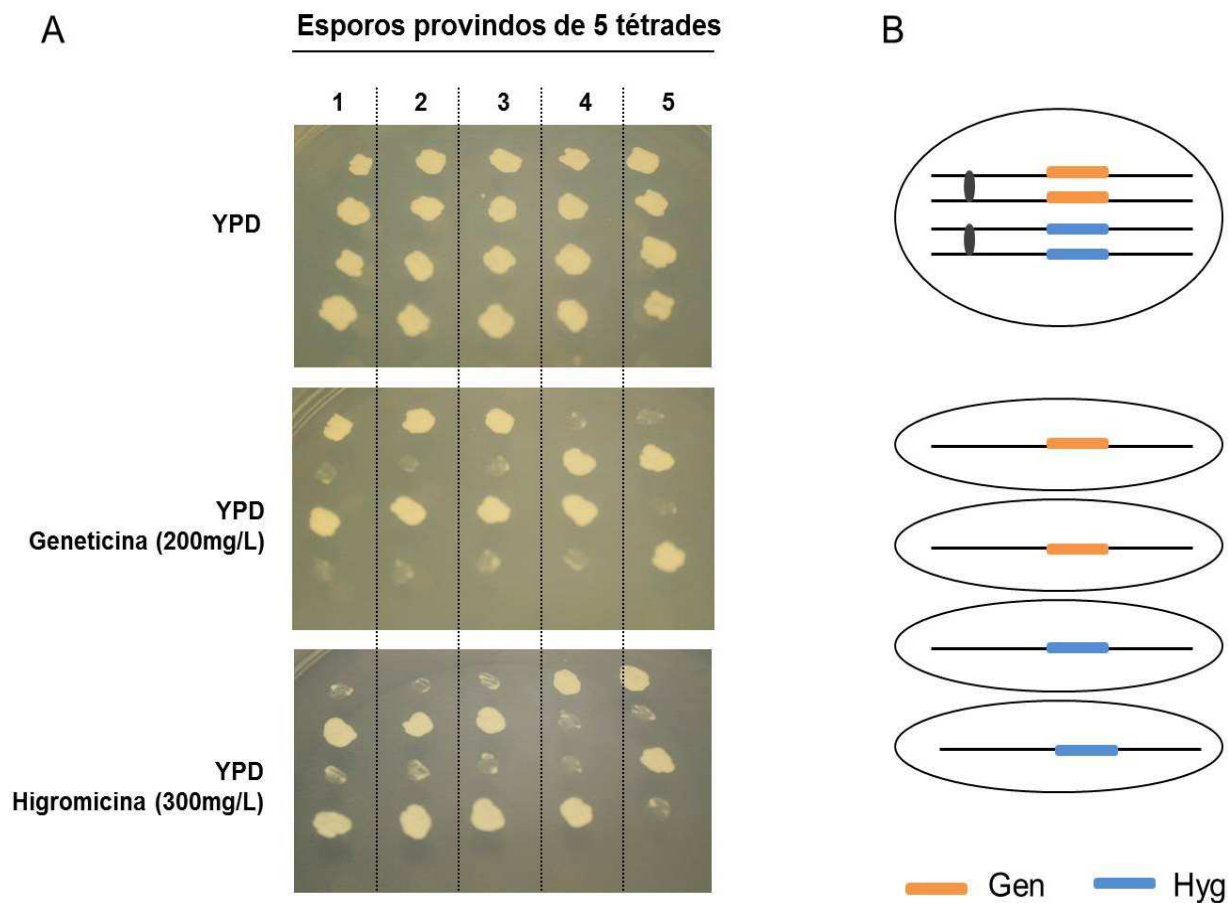 A
Esporos provindos de 5 tétrades
B
1 2 3 4 5
YPD
YPD
Geneticina (200mg/L)
YPD
Higromicina (300mg/L)
Gen Hyg